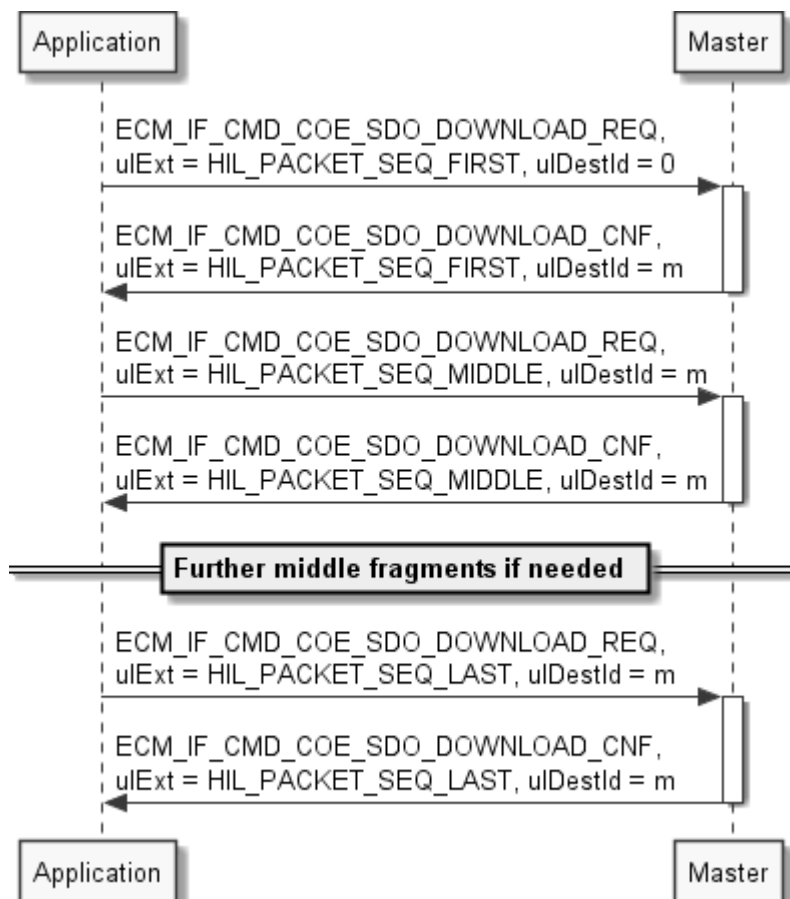 Application
Master
ECM_IF_CMD_COE_SDO_DOWNLOAD_REQ,
ulExt = HIL_PACKET_SEQ_FIRST, ulDestId = 0
ECM_IF_CMD_COE_SDO_DOWNLOAD_CNF,
ulExt = HIL_PACKET_SEQ_FIRST, ulDestId = m
ECM_IF_CMD_COE_SDO_DOWNLOAD_REQ,
ulExt = HIL_PACKET_SEQ_MIDDLE, ulDestId = m
ECM_IF_CMD_COE_SDO_DOWNLOAD_CNF,
ulExt = HIL_PACKET_SEQ_MIDDLE, ulDestId = m
Further middle fragments if needed
ECM_IF_CMD_COE_SDO_DOWNLOAD_REQ,
ulExt = HIL_PACKET_SEQ_LAST, ulDestId = m
ECM_IF_CMD_COE_SDO_DOWNLOAD_CNF,
ulExt = HIL_PACKET_SEQ_LAST, ulDestId = m
Application
Master